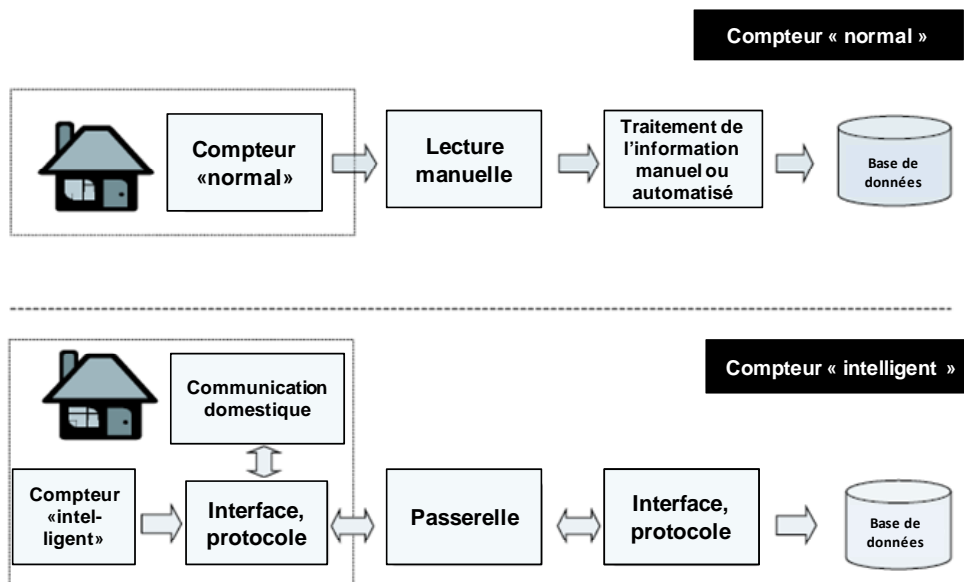 Compteur « normal »
Compteur
«normal»
Lecture
manuelle
Traitement de
l'information
manuel ou
automatisé
Base de
données
Compteur « intelligent »
Communication
domestique
Compteur
«intel-
ligent»
Interface,
protocole
Passerelle
Interface,
protocole
Base de
données